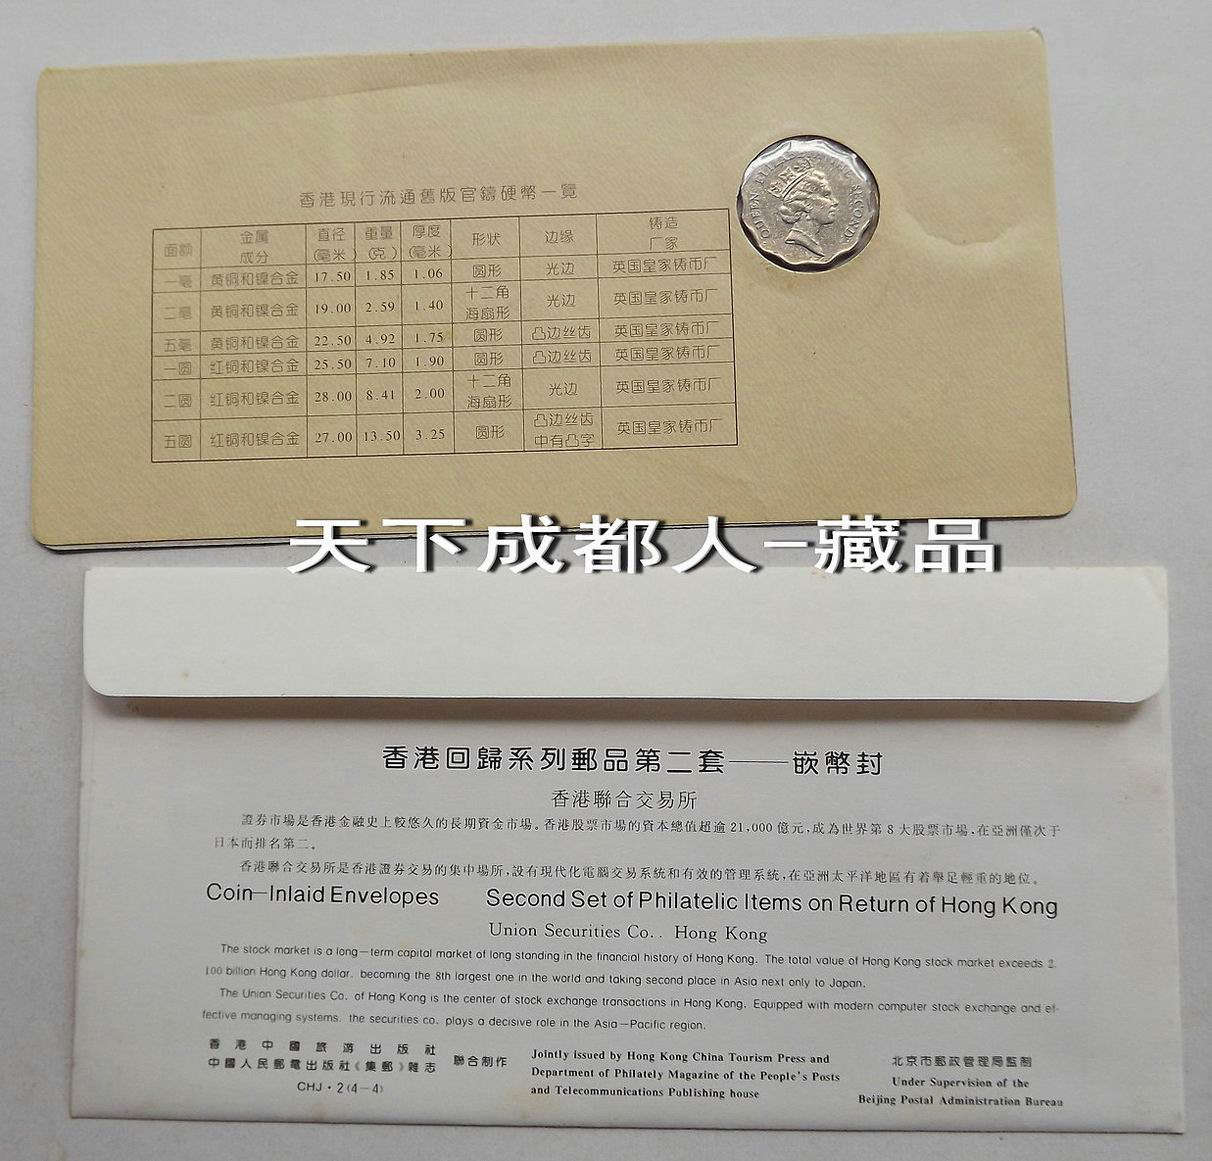 QUEEN ELIZABETH THE SECOND
香港現行流通舊版官鑄硬幣一覽
面額 金属成分 直径(毫米) 重量(克) 厚度(毫米) 形状 边缘 铸造厂家
一毫 黄铜和镍合金 17.50 1.85 1.06 圆形 光边 英国皇家铸币厂
二毫 黄铜和镍合金 19.00 2.59 1.40 十二角海扇形 光边 英国皇家铸币厂
五毫 黄铜和镍合金 22.50 4.92 1.75 圆形 凸边丝齿 英国皇家铸币厂
一圆 红铜和镍合金 25.50 7.10 1.90 圆形 凸边丝齿 英国皇家铸币厂
二圆 红铜和镍合金 28.00 8.41 2.00 十二角海扇形 光边 英国皇家铸币厂
五圆 红铜和镍合金 27.00 13.50 3.25 圆形 凸边丝齿中有凸字 英国皇家铸币厂
天下成都人-藏品
香港回歸系列郵品第二套——嵌幣封
香港聯合交易所
證券市場是香港金融史上較悠久的長期資金市場。香港股票市場的資本總值超逾 21,000 億元,成為世界第 8 大股票市場,在亞洲僅次于
日本而排名第二。
香港聯合交易所是香港證券交易的集中場所,設有現代化電腦交易系統和有效的管理系統,在亞洲太平洋地區有着舉足輕重的地位。
Coin—Inlaid Envelopes Second Set of Philatelic Items on Return of Hong Kong
Union Securities Co.. Hong Kong
The stock market is a long—term capital market of long standing in the financial history of Hong Kong. The total value of Hong Kong stock market exceeds 2.
100 billion Hong Kong dollar. becoming the 8th largest one in the world and taking second place in Asia next only to Japan.
The Union Securities Co. of Hong Kong is the center of stock exchange transactions in Hong Kong. Equipped with modern computer stock exchange and ef-
fective managing systems. the securities co. plays a decisive role in the Asia—Pacific region.
香港中國旅游出版社
中國人民郵電出版社《集郵》雜志
聯合制作
CHJ·2(4—4)
Jointly issued by Hong Kong China Tourism Press and
Department of Philately Magazine of the People's Posts
and Telecommunications Publishing house
北京市郵政管理局監制
Under Supervision of the
Beijing Postal Administration Bureau